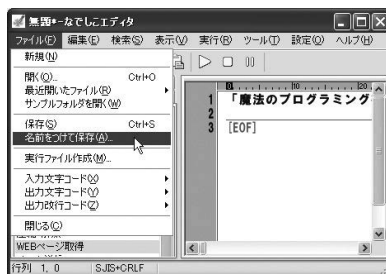 無題*-なでしこエディタ
ファイル(F) 編集(E) 検索(S) 表示(V) 実行(R) ツール(T) 設定(O) ヘルプ(H)
新規(N)
開く(O)... Ctrl+O
最近開いたファイル(R)
サンプルフォルダを開く(W)
保存(S) Ctrl+S
名前をつけて保存(A)...
実行ファイル作成(M)...
入力文字コード(X)
出力文字コード(Y)
出力改行コード(Z)
閉じる(C)
WEBページ取得
0 10 20
1 「魔法のプログラミング
2
3 [EOF]
行列 1, 0 SJIS+CRLF